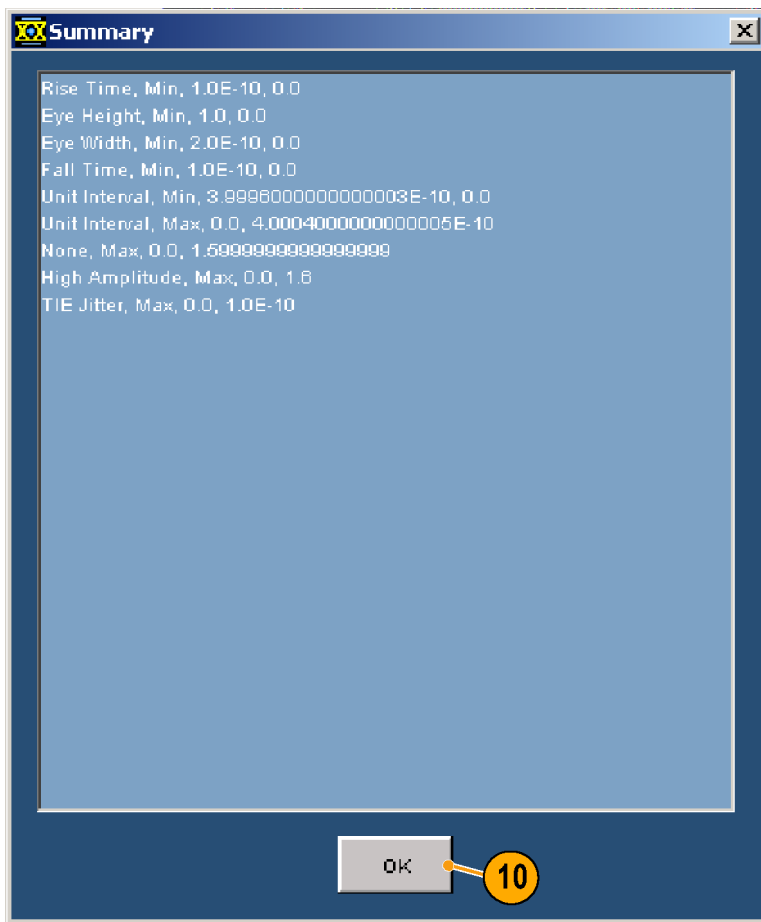 Summary
Rise Time, Min, 1.0E-10, 0.0
Eye Height, Min, 1.0, 0.0
Eye Width, Min, 2.0E-10, 0.0
Fall Time, Min, 1.0E-10, 0.0
Unit Interval, Min, 3.9996000000000003E-10, 0.0
Unit Interval, Max, 0.0, 4.0004000000000005E-10
None, Max, 0.0, 1.5999999999999999
High Amplitude, Max, 0.0, 1.6
TIE Jitter, Max, 0.0, 1.0E-10
OK
10